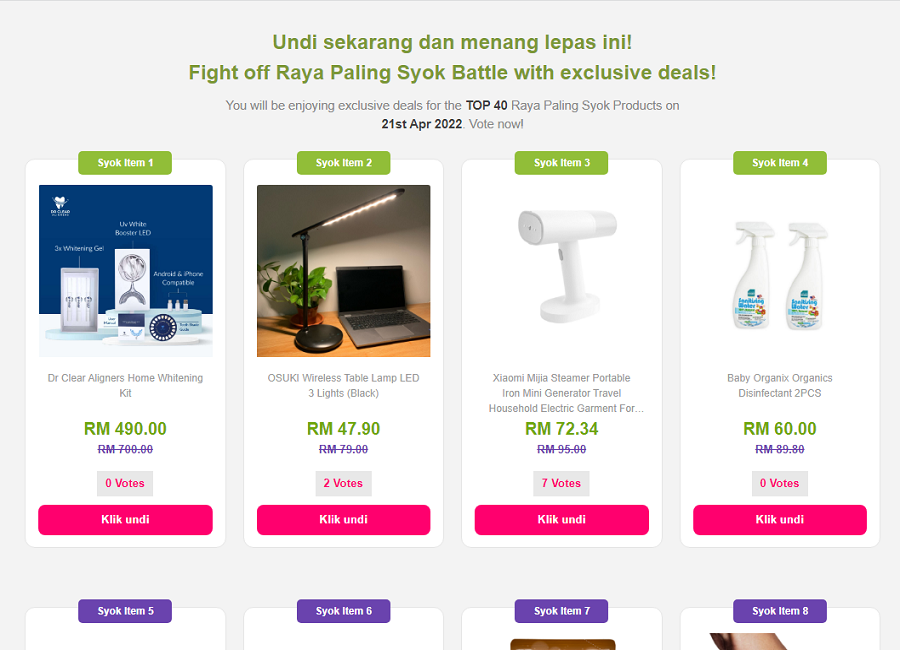 Undi sekarang dan menang lepas ini!
Fight off Raya Paling Syok Battle with exclusive deals!
You will be enjoying exclusive deals for the TOP 40 Raya Paling Syok Products on
21st Apr 2022. Vote now!
Syok Item 1
Syok Item 2
Syok Item 3
Syok Item 4
DR CLEAR
ALIGNERS
Uv White
Booster LED
3x Whitening Gel
Android & iPhone
Compatible
Sanitizing
Water
Sanitizing
Water
Dr Clear Aligners Home Whitening
Kit
OSUKI Wireless Table Lamp LED
3 Lights (Black)
Xiaomi Mijia Steamer Portable
Iron Mini Generator Travel
Household Electric Garment For...
Baby Organix Organics
Disinfectant 2PCS
RM 490.00
RM 47.90
RM 72.34
RM 60.00
RM 700.00
RM 79.00
RM 95.00
RM 89.80
0 Votes
2 Votes
7 Votes
0 Votes
Klik undi
Klik undi
Klik undi
Klik undi
Syok Item 5
Syok Item 6
Syok Item 7
Syok Item 8